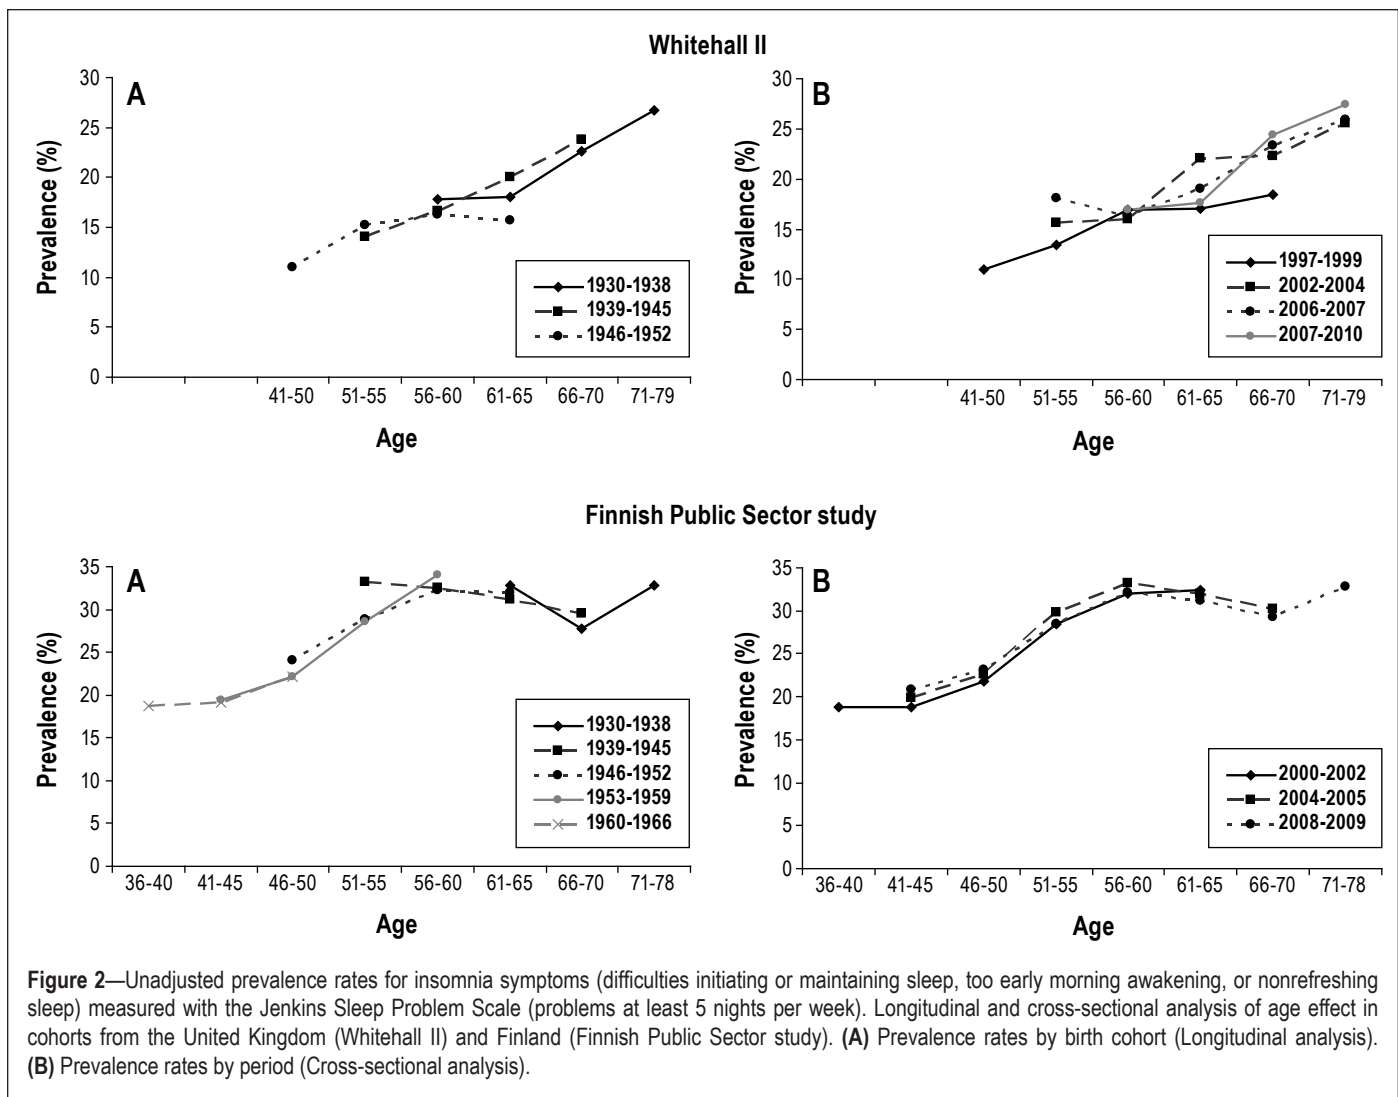 Whitehall II
A
30
25
20
15
10
5
0
Prevalence (%)
41-50 51-55 56-60 61-65 66-70 71-79
Age
1930-1938
1939-1945
1946-1952
B
30
25
20
15
10
5
0
Prevalence (%)
41-50 51-55 56-60 61-65 66-70 71-79
Age
1997-1999
2002-2004
2006-2007
2007-2010
Finnish Public Sector study
A
35
30
25
20
15
10
5
0
Prevalence (%)
36-40 41-45 46-50 51-55 56-60 61-65 66-70 71-78
Age
1930-1938
1939-1945
1946-1952
1953-1959
1960-1966
B
35
30
25
20
15
10
5
0
Prevalence (%)
36-40 41-45 46-50 51-55 56-60 61-65 66-70 71-78
Age
2000-2002
2004-2005
2008-2009
Figure 2—Unadjusted prevalence rates for insomnia symptoms (difficulties initiating or maintaining sleep, too early morning awakening, or nonrefreshing
sleep) measured with the Jenkins Sleep Problem Scale (problems at least 5 nights per week). Longitudinal and cross-sectional analysis of age effect in
cohorts from the United Kingdom (Whitehall II) and Finland (Finnish Public Sector study). (A) Prevalence rates by birth cohort (Longitudinal analysis).
(B) Prevalence rates by period (Cross-sectional analysis).